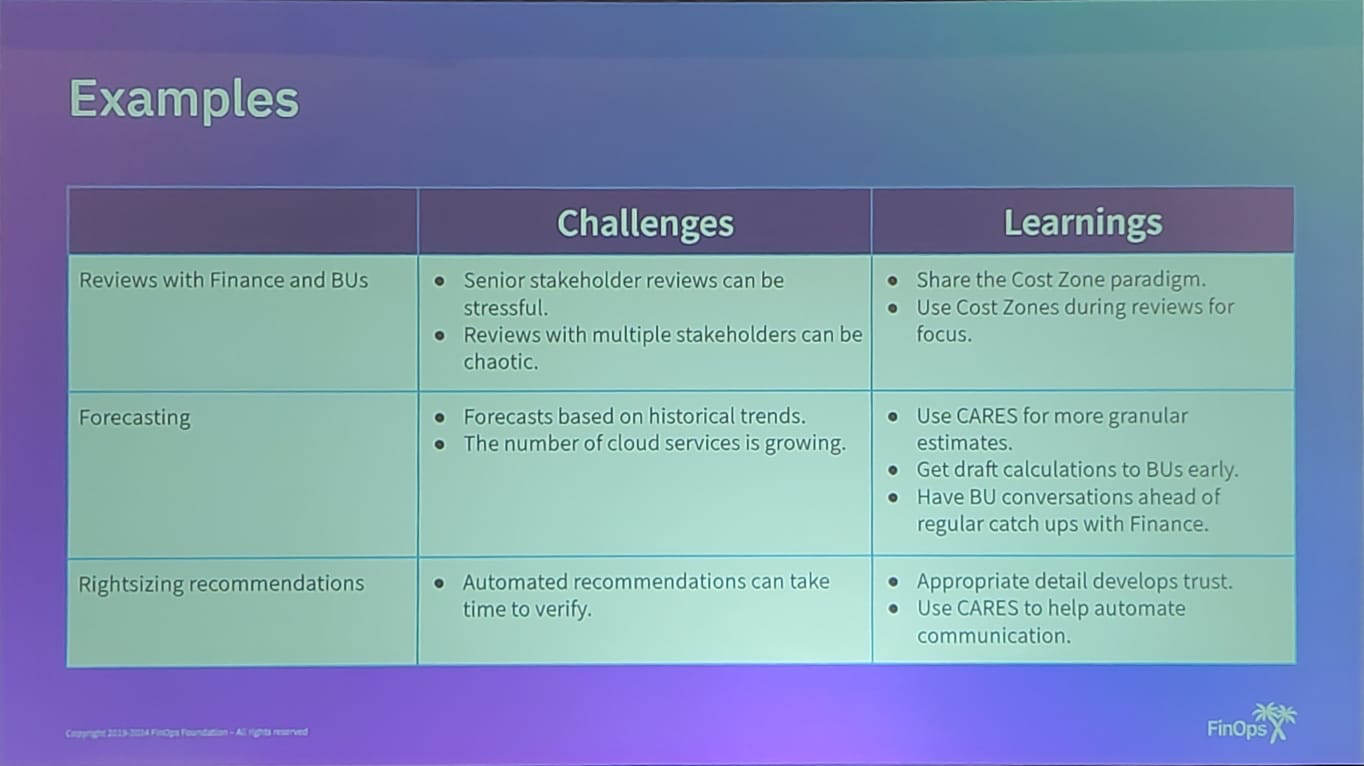 Examples
Challenges
Learnings
Reviews with Finance and BUs
● Senior stakeholder reviews can be
stressful.
● Reviews with multiple stakeholders can be
chaotic.
● Share the Cost Zone paradigm.
● Use Cost Zones during reviews for
focus.
Forecasting
● Forecasts based on historical trends.
● The number of cloud services is growing.
● Use CARES for more granular
estimates.
● Get draft calculations to BUs early.
● Have BU conversations ahead of
regular catch ups with Finance.
Rightsizing recommendations
● Automated recommendations can take
time to verify.
● Appropriate detail develops trust.
● Use CARES to help automate
communication.
Copyright 2019-2024 FinOps Foundation – All rights reserved
FinOps X